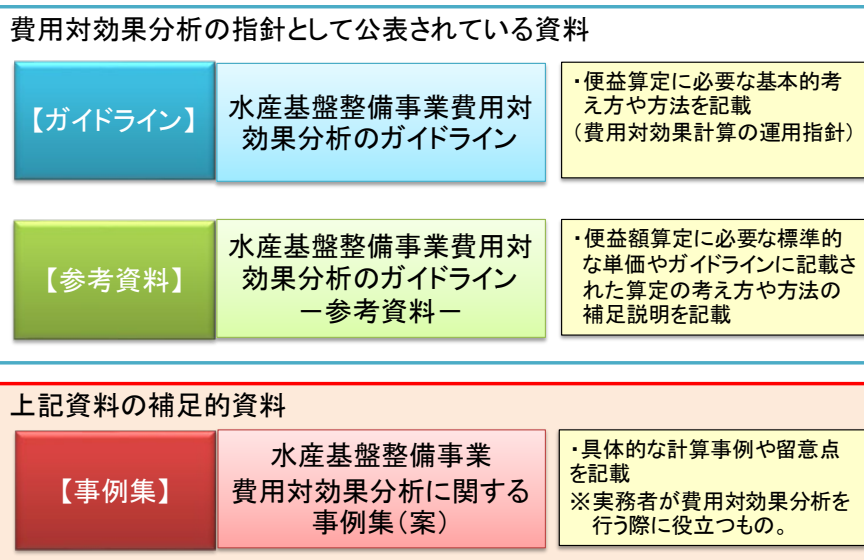 費用対効果分析の指針として公表されている資料
【ガイドライン】
水産基盤整備事業費用対
効果分析のガイドライン
・便益算定に必要な基本的考
え方や方法を記載
（費用対効果計算の運用指針）
【参考資料】
水産基盤整備事業費用対
効果分析のガイドライン
－参考資料－
・便益額算定に必要な標準的
な単価やガイドラインに記載さ
れた算定の考え方や方法の
補足説明を記載
上記資料の補足的資料
【事例集】
水産基盤整備事業
費用対効果分析に関する
事例集（案）
・具体的な計算事例や留意点
を記載
※実務者が費用対効果分析を
行う際に役立つもの。